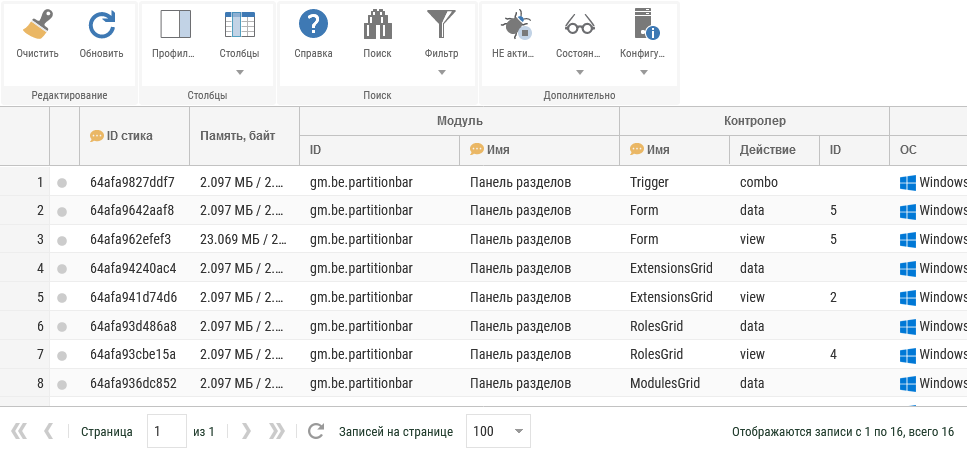 Очистить Обновить Профил... Столбцы Справка Поиск Фильтр НЕ акти... Состоян... Конфигу...
Редактирование Столбцы Поиск Дополнительно
ID стика Память, байт Модуль Контролер
ID Имя Имя Действие ID ОС
1 64afa9827ddf7 2.097 МБ / 2.... gm.be.partitionbar Панель разделов Trigger combo Windows
2 64afa9642aaf8 2.097 МБ / 2.... gm.be.partitionbar Панель разделов Form data 5 Windows
3 64afa962efef3 23.069 МБ / 2... gm.be.partitionbar Панель разделов Form view 5 Windows
4 64afa94240ac4 2.097 МБ / 2.... gm.be.partitionbar Панель разделов ExtensionsGrid data Windows
5 64afa941d74d6 2.097 МБ / 2.... gm.be.partitionbar Панель разделов ExtensionsGrid view 2 Windows
6 64afa93d486a8 2.097 МБ / 2.... gm.be.partitionbar Панель разделов RolesGrid data Windows
7 64afa93cbe15a 2.097 МБ / 2.... gm.be.partitionbar Панель разделов RolesGrid view 4 Windows
8 64afa936dc852 2.097 МБ / 2.... gm.be.partitionbar Панель разделов ModulesGrid data Windows
Страница 1 из 1 Записей на странице 100 Отображаются записи с 1 по 16, всего 16